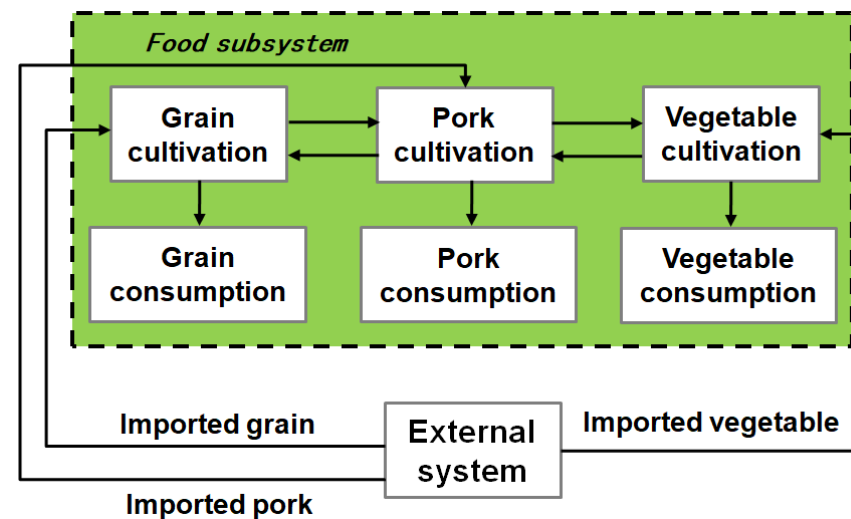 Food subsystem
Grain
cultivation
Pork
cultivation
Vegetable
cultivation
Grain
consumption
Pork
consumption
Vegetable
consumption
Imported grain
External
system
Imported vegetable
Imported pork